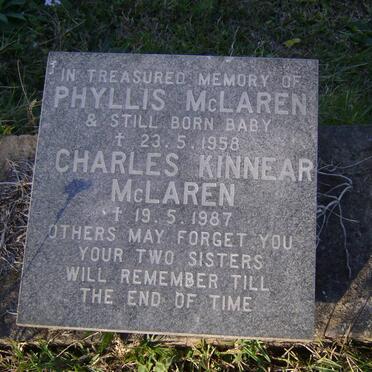 IN TREASURED MEMORY OF
PHYLLIS McLAREN
& STILL BORN BABY
† 23.5.1958
CHARLES KINNEAR
McLAREN
† 19.5.1987
OTHERS MAY FORGET YOU
YOUR TWO SISTERS
WILL REMEMBER TILL
THE END OF TIME